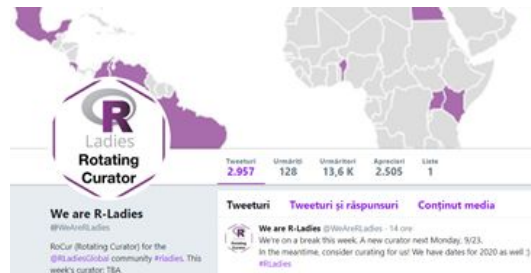 R
Ladies
Rotating
Curator
Tweeturi Urmăriți Urmăritori Aprecieri Liste
2.957 128 13,6 K 2.505 1
We are R-Ladies
@WeAreRLadies
RoCur (Rotating Curator) for the
@RLadiesGlobal community #rladies. This
week's curator: TBA
Tweeturi Tweeturi și răspunsuri Conținut media
We are R-Ladies @WeAreRLadies · 14 ore
We're on a break this week. A new curator next Monday, 9/23.
In the meantime, consider curating for us! We have dates for 2020 as well :
#RLadies